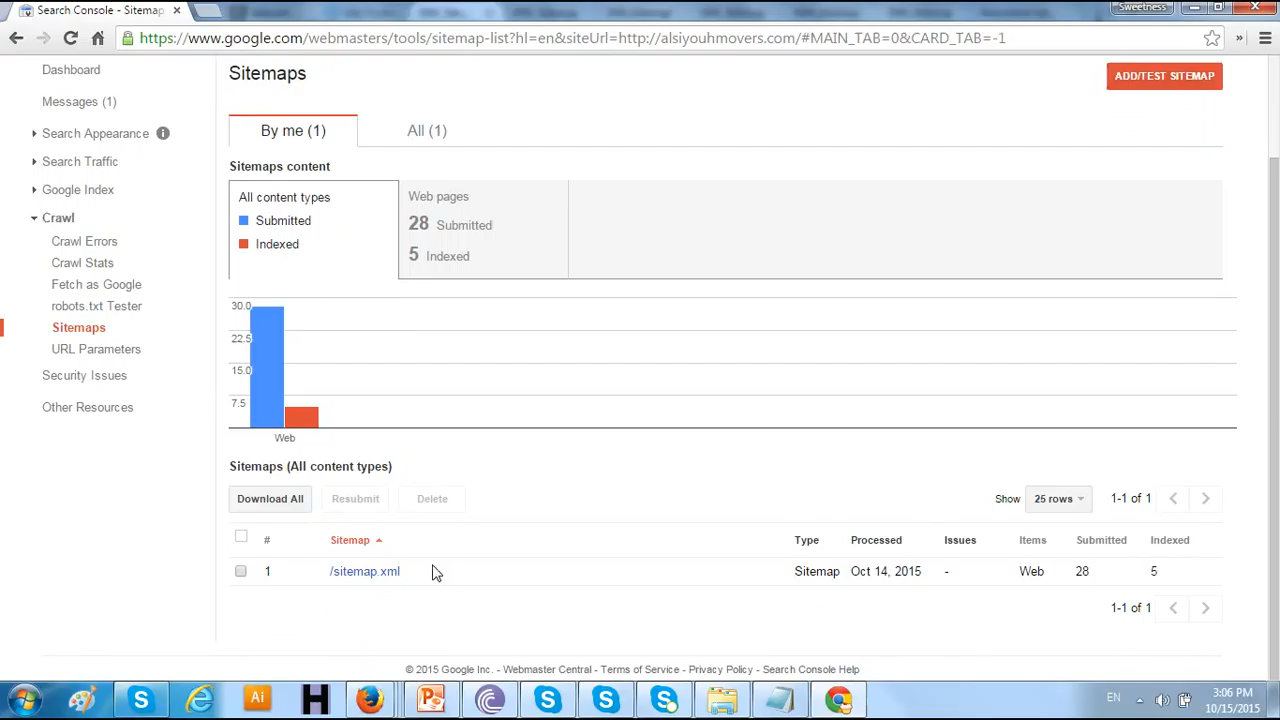 Search Console - Sitemap
Sweetness
https://www.google.com/webmasters/tools/sitemap-list?hl=en&siteUrl=http://alsiyouhmovers.com/#MAIN_TAB=0&CARD_TAB=-1
Dashboard
Messages (1)
Search Appearance
Search Traffic
Google Index
Crawl
Crawl Errors
Crawl Stats
Fetch as Google
robots.txt Tester
Sitemaps
URL Parameters
Security Issues
Other Resources
Sitemaps
ADD/TEST SITEMAP
By me (1) All (1)
Sitemaps content
All content types
Submitted
Indexed
Web pages
28 Submitted
5 Indexed
30.0
22.5
15.0
7.5
Web
Sitemaps (All content types)
Download All Resubmit Delete Show 25 rows 1-1 of 1
# Sitemap Type Processed Issues Items Submitted Indexed
1 /sitemap.xml Sitemap Oct 14, 2015 - Web 28 5
1-1 of 1
© 2015 Google Inc. - Webmaster Central - Terms of Service - Privacy Policy - Search Console Help
Ai
EN
3:06 PM
10/15/2015